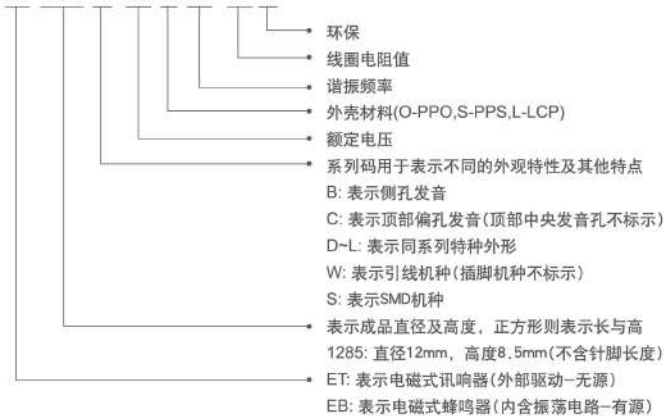 环保
线圈电阻值
谐振频率
外壳材料(O-PPO,S-PPS,L-LCP)
额定电压
系列码用于表示不同的外观特性及其他特点
B: 表示侧孔发音
C: 表示顶部偏孔发音(顶部中央发音孔不标示)
D~L: 表示同系列特种外形
W: 表示引线机种(插脚机种不标示)
S: 表示SMD机种
表示成品直径及高度，正方形则表示长与高
1285: 直径12mm，高度8.5mm(不含针脚长度)
ET: 表示电磁式讯响器(外部驱动—无源)
EB: 表示电磁式蜂鸣器(内含振荡电路—有源)